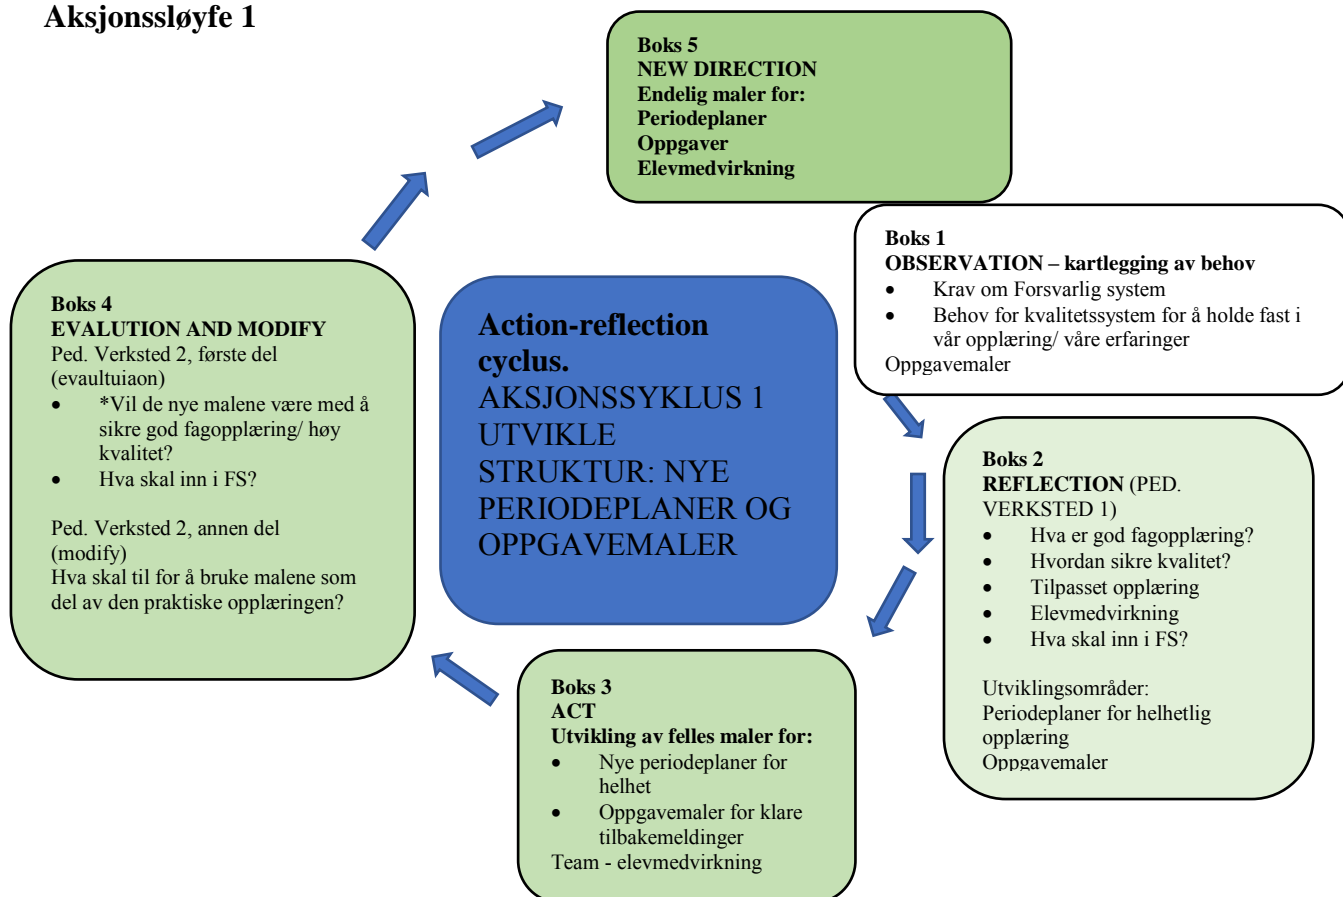 Aksjonssløyfe 1
Boks 5
NEW DIRECTION
Endelig maler for:
Periodeplaner
Oppgaver
Elevmedvirkning
Boks 1
OBSERVATION – kartlegging av behov
• Krav om Forsvarlig system
• Behov for kvalitetssystem for å holde fast i
vår opplæring/ våre erfaringer
Oppgavemaler
Boks 2
REFLECTION (PED.
VERKSTED 1)
• Hva er god fagopplæring?
• Hvordan sikre kvalitet?
• Tilpasset opplæring
• Elevmedvirkning
• Hva skal inn i FS?
Utviklingsområder:
Periodeplaner for helhetlig
opplæring
Oppgavemaler
Boks 3
ACT
Utvikling av felles maler for:
• Nye periodeplaner for
helhet
• Oppgavemaler for klare
tilbakemeldinger
Team - elevmedvirkning
Boks 4
EVALUTION AND MODIFY
Ped. Verksted 2, første del
(evaultuiaon)
• *Vil de nye malene være med å
sikre god fagopplæring/ høy
kvalitet?
• Hva skal inn i FS?
Ped. Verksted 2, annen del
(modify)
Hva skal til for å bruke malene som
del av den praktiske opplæringen?
Action-reflection
cyclus.
AKSJONSSYKLUS 1
UTVIKLE
STRUKTUR: NYE
PERIODEPLANER OG
OPPGAVEMALER